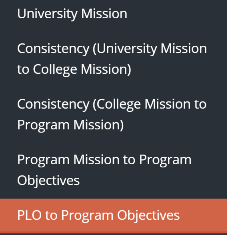 University Mission
Consistency (University Mission
to College Mission)
Consistency (College Mission to
Program Mission)
Program Mission to Program
Objectives
PLO to Program Objectives